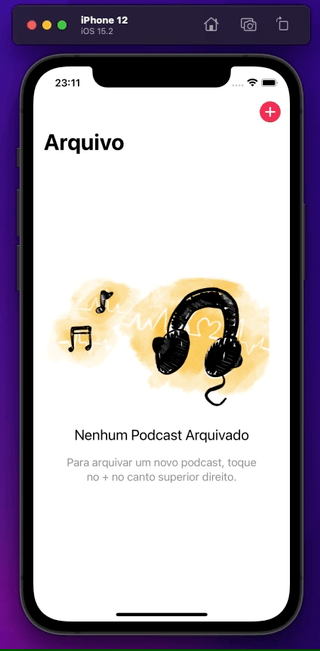 iPhone 12
iOS 15.2
23:11
Arquivo
Nenhum Podcast Arquivado
Para arquivar um novo podcast, toque
no + no canto superior direito.